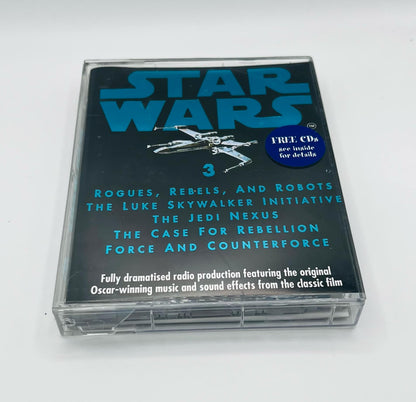 STAR
WARS
TM
FREE CDs
see inside
for details
3
ROGUES, REBELS, AND ROBOTS
THE LUKE SKYWALKER INITIATIVE
THE JEDI NEXUS
THE CASE FOR REBELLION
FORCE AND COUNTERFORCE
Fully dramatised radio production featuring the original
Oscar-winning music and sound effects from the classic film